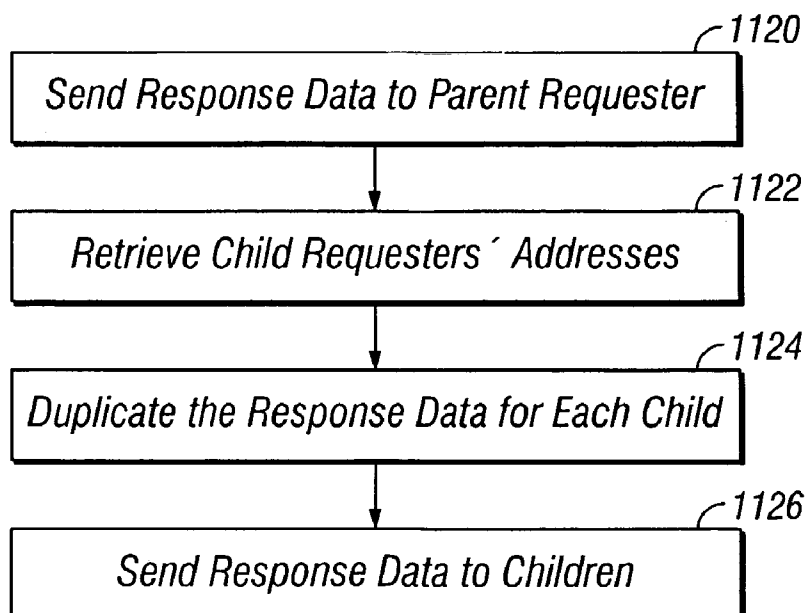 1120
Send Response Data to Parent Requester
1122
Retrieve Child Requesters´ Addresses
1124
Duplicate the Response Data for Each Child
1126
Send Response Data to Children